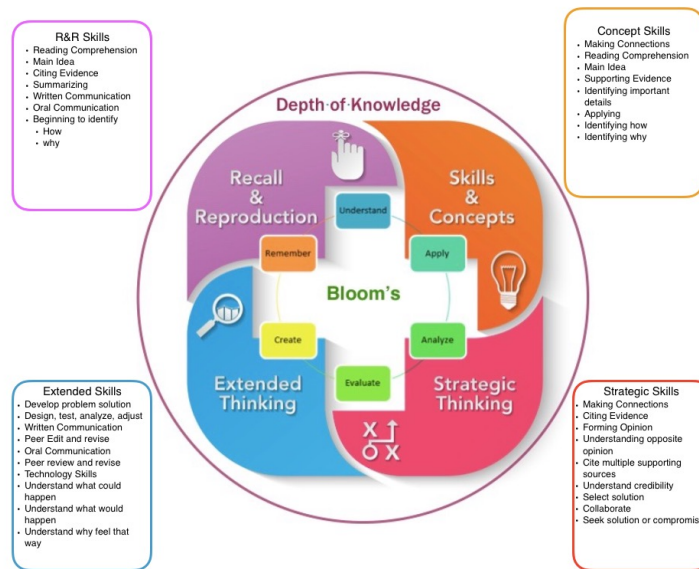 R&R Skills
• Reading Comprehension
• Main Idea
• Citing Evidence
• Summarizing
• Written Communication
• Oral Communication
• Beginning to identify
• How
• why
Concept Skills
• Making Connections
• Reading Comprehension
• Main Idea
• Supporting Evidence
• Identifying important
details
• Applying
• Identifying how
• Identifying why
Depth·of·Knowledge
Recall
&
Reproduction
Skills
&
Concepts
Understand
Remember
Apply
Bloom's
Create
Analyze
Evaluate
Extended
Thinking
Strategic
Thinking
X
O X
Extended Skills
• Develop problem solution
• Design, test, analyze, adjust
• Written Communication
• Peer Edit and revise
• Oral Communication
• Peer review and revise
• Technology Skills
• Understand what could
happen
• Understand what would
happen
• Understand why feel that
way
Strategic Skills
• Making Connections
• Citing Evidence
• Forming Opinion
• Understanding opposite
opinion
• Cite multiple supporting
sources
• Understand credibility
• Select solution
• Collaborate
• Seek solution or compromis